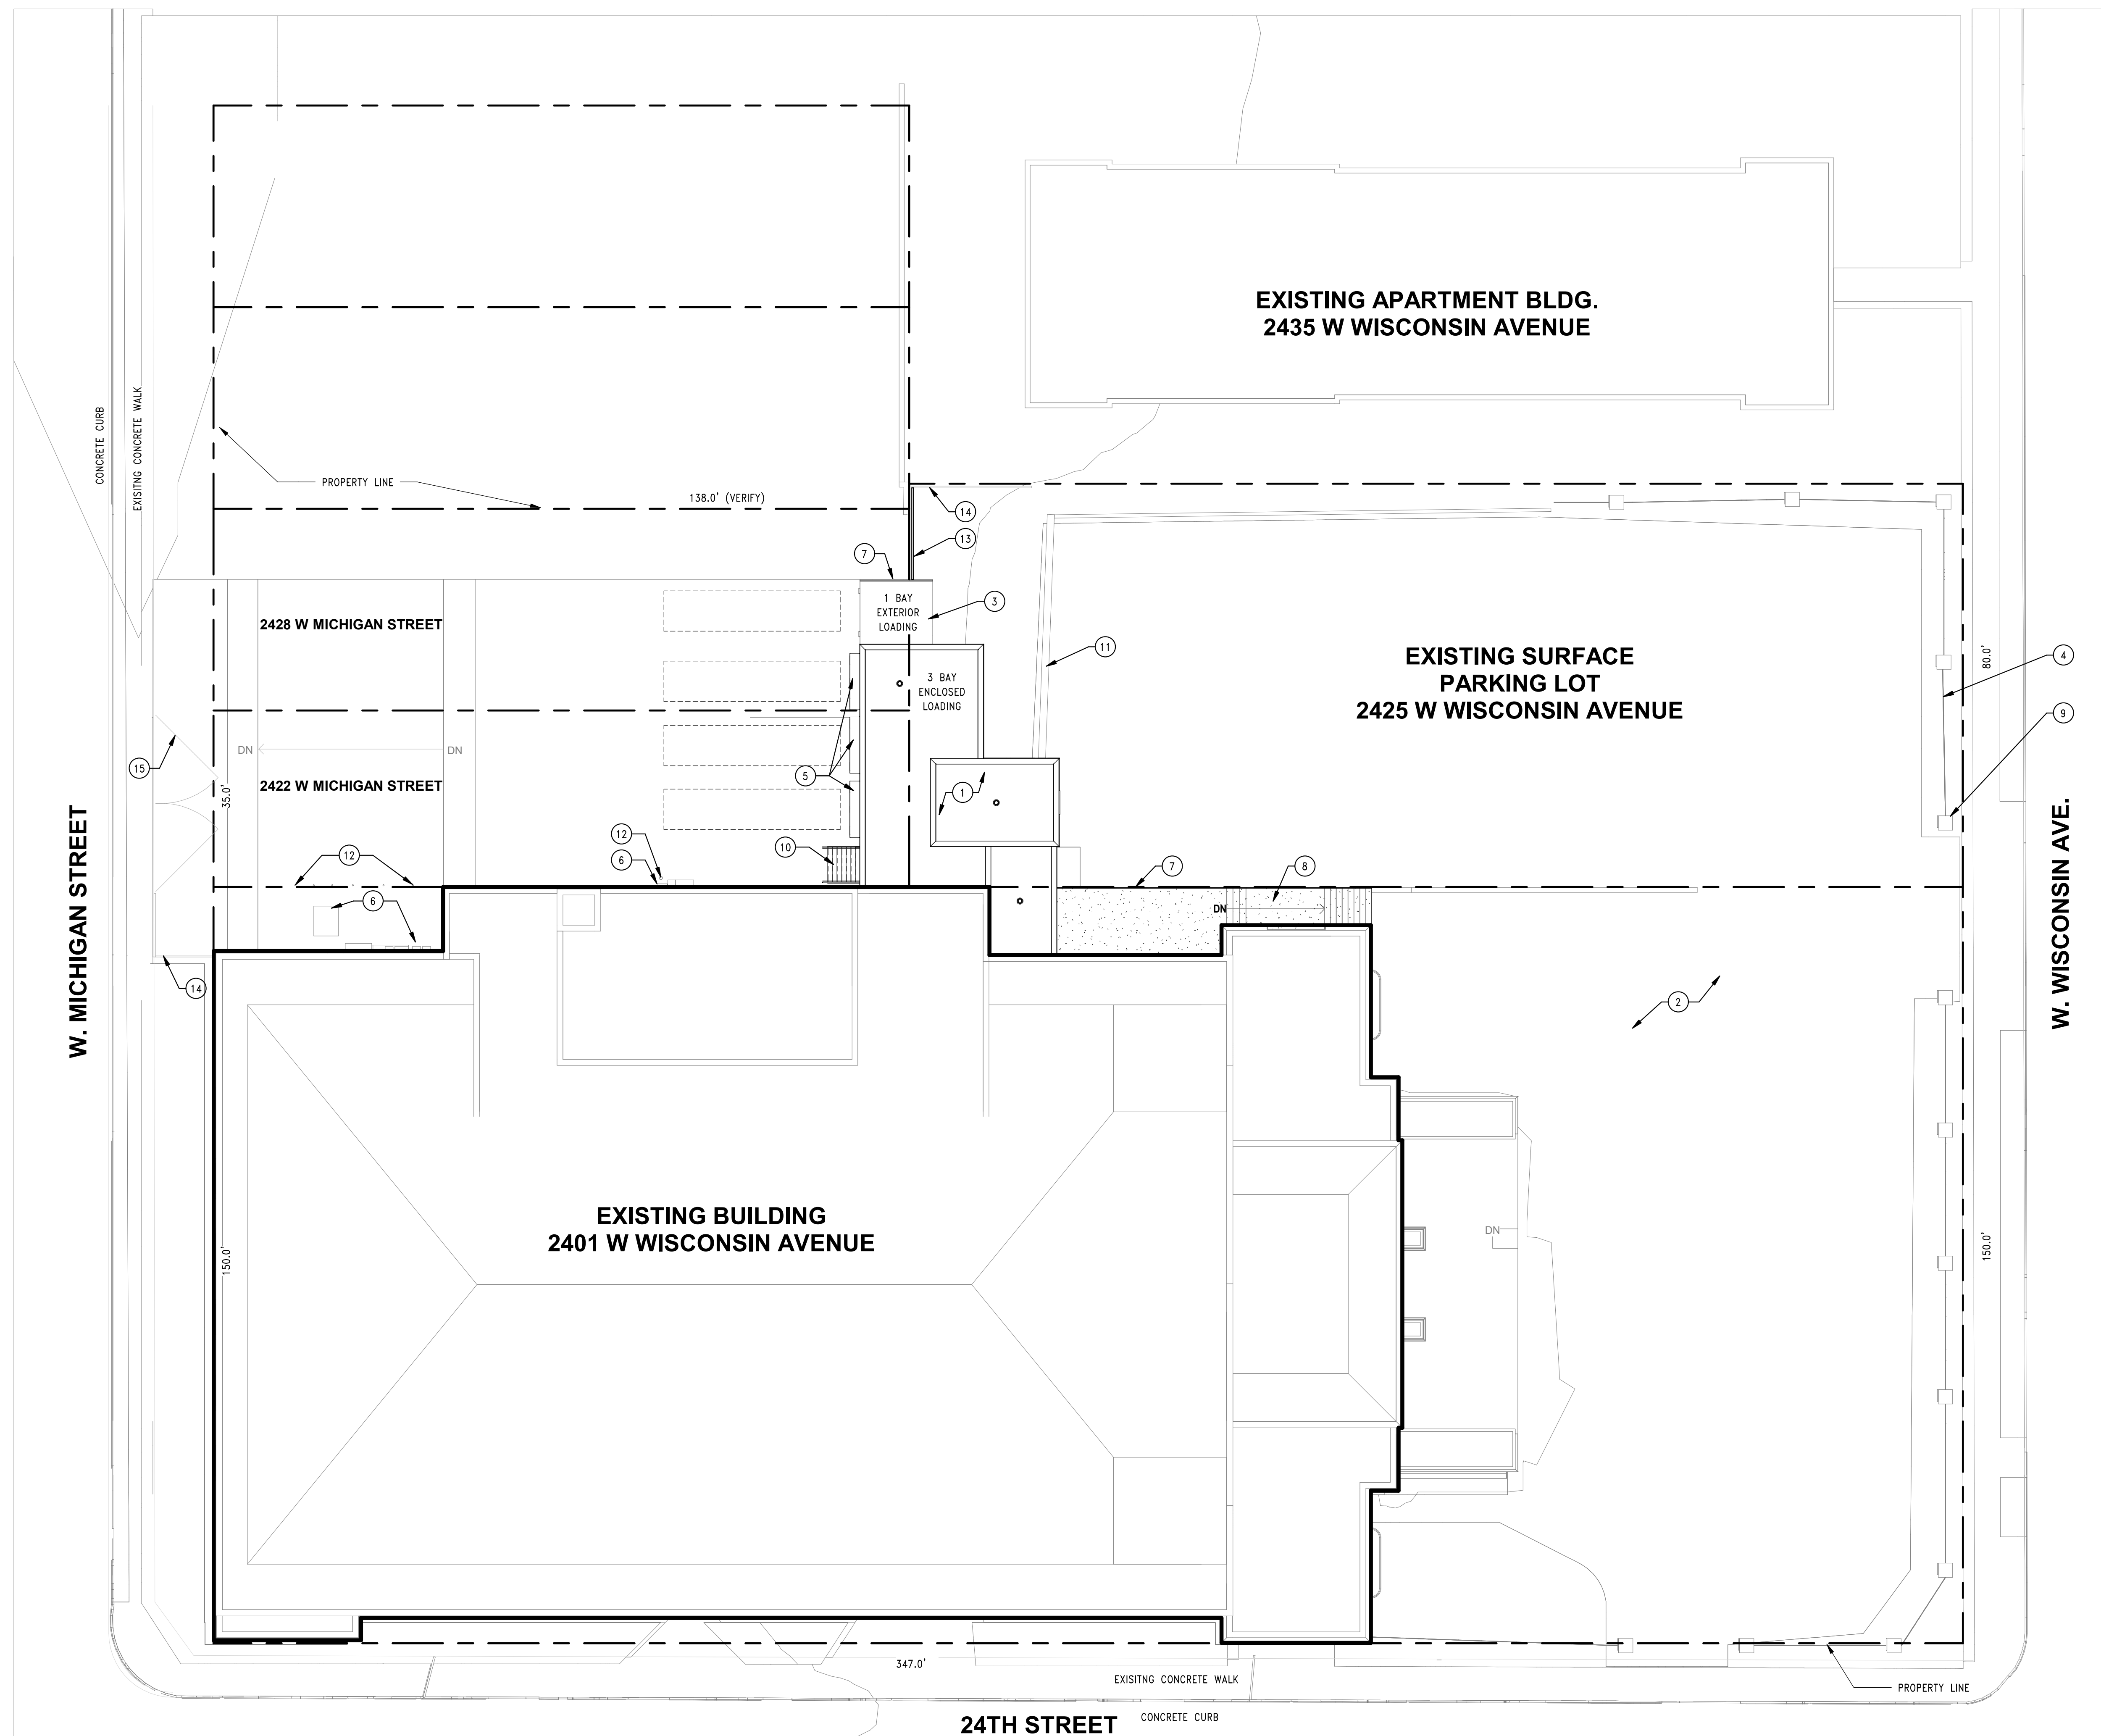 EXISTING APARTMENT BLDG.
2435 W WISCONSIN AVENUE
CONCRETE CURB
EXISITNG CONCRETE WALK
PROPERTY LINE
138.0' (VERIFY)
14
13
7
1 BAY
EXTERIOR
LOADING
3
2428 W MICHIGAN STREET
11
EXISTING SURFACE
PARKING LOT
2425 W WISCONSIN AVENUE
80.0'
4
3 BAY
ENCLOSED
LOADING
9
DN
DN
15
5
1
2422 W MICHIGAN STREET
35.0'
W. MICHIGAN STREET
W. WISCONSIN AVE.
12
12
6
10
7
8
6
DN
14
2
EXISTING BUILDING
2401 W WISCONSIN AVENUE
150.0'
DN
150.0'
347.0'
EXISITNG CONCRETE WALK
PROPERTY LINE
24TH STREET
CONCRETE CURB